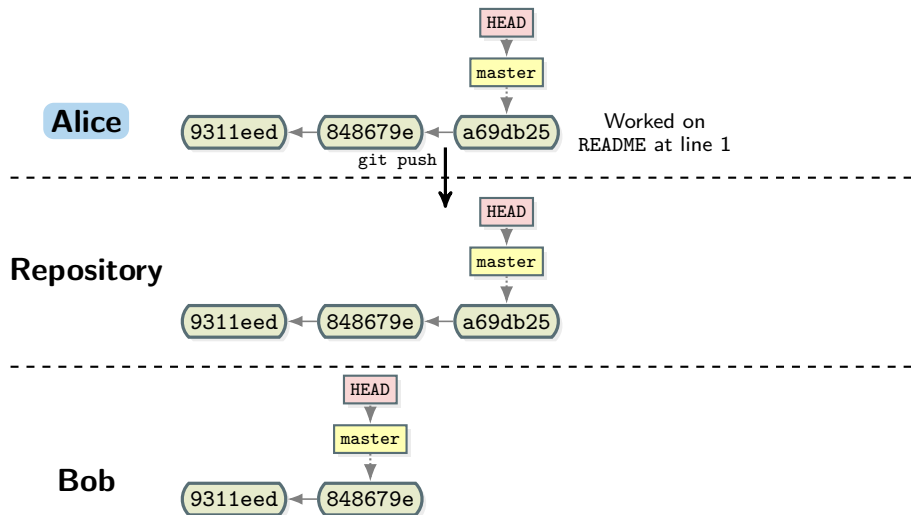 HEAD
master
Alice
9311eed
848679e
a69db25
Worked on
README at line 1
git push
HEAD
master
Repository
9311eed
848679e
a69db25
HEAD
master
Bob
9311eed
848679e